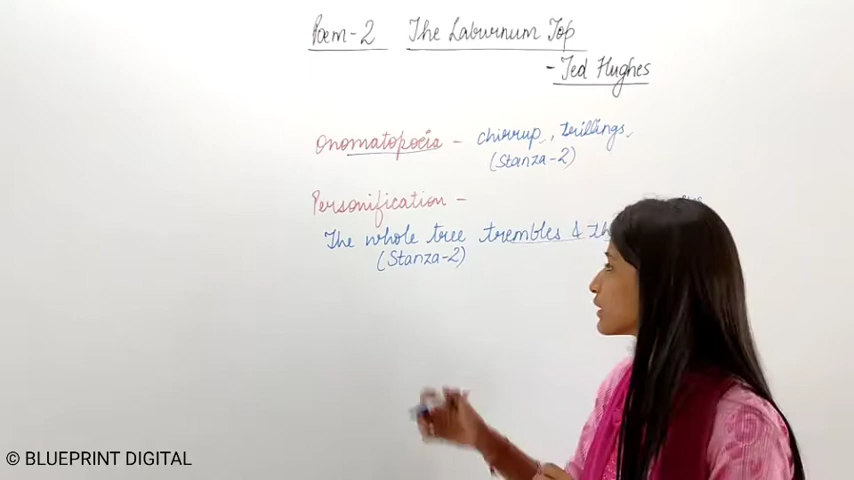 Poem-2 The Laburnum Top
- Ted Hughes
Onomatopoeia - chirrup, trillings,
(Stanza-2)
Personification -
The whole tree trembles & th
(Stanza-2)
© BLUEPRINT DIGITAL